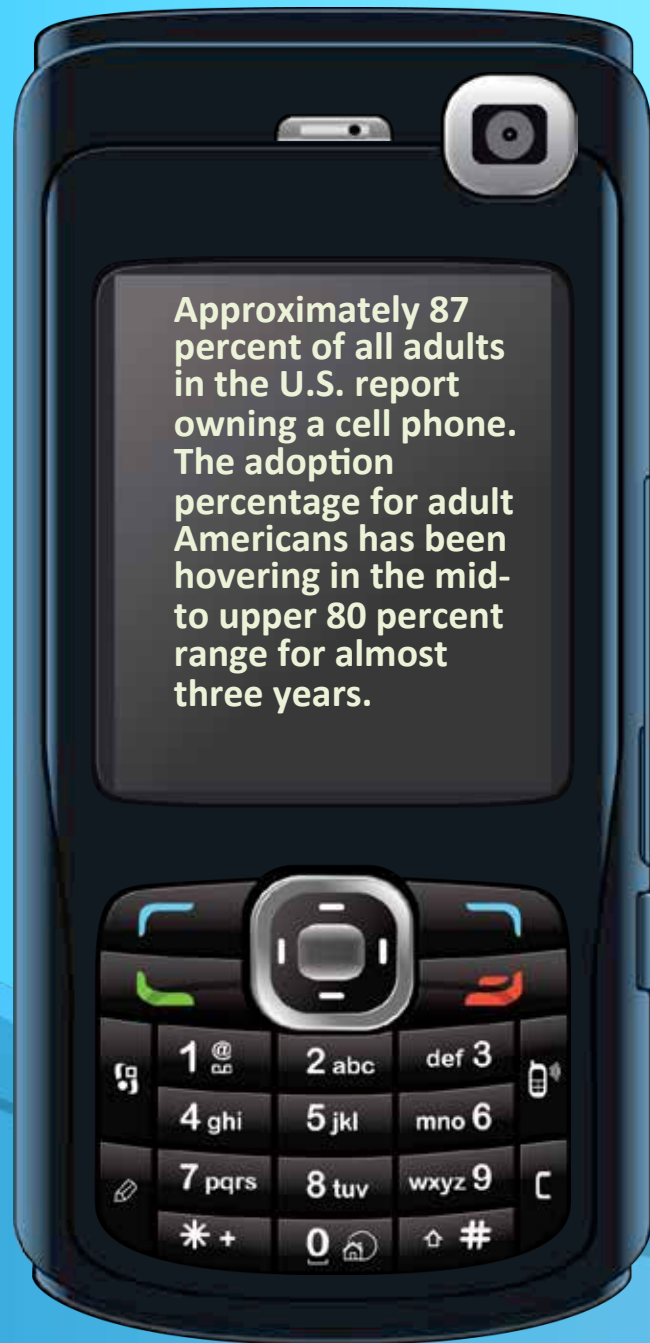 Approximately 87
percent of all adults
in the U.S. report
owning a cell phone.
The adoption
percentage for adult
Americans has been
hovering in the mid-
to upper 80 percent
range for almost
three years.
1 @
2 abc
def 3
4 ghi
5 jkl
mno 6
7 pqrs
8 tuv
wxyz 9
C
* +
0
#